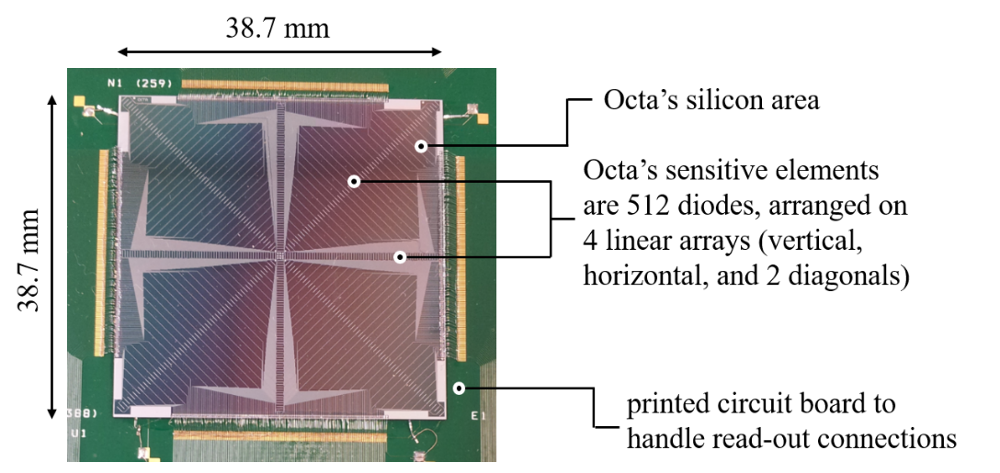 38.7 mm
38.7 mm
N1 (259)
388)
U1
E1
Octa’s silicon area
Octa’s sensitive elements
are 512 diodes, arranged on
4 linear arrays (vertical,
horizontal, and 2 diagonals)
printed circuit board to
handle read-out connections